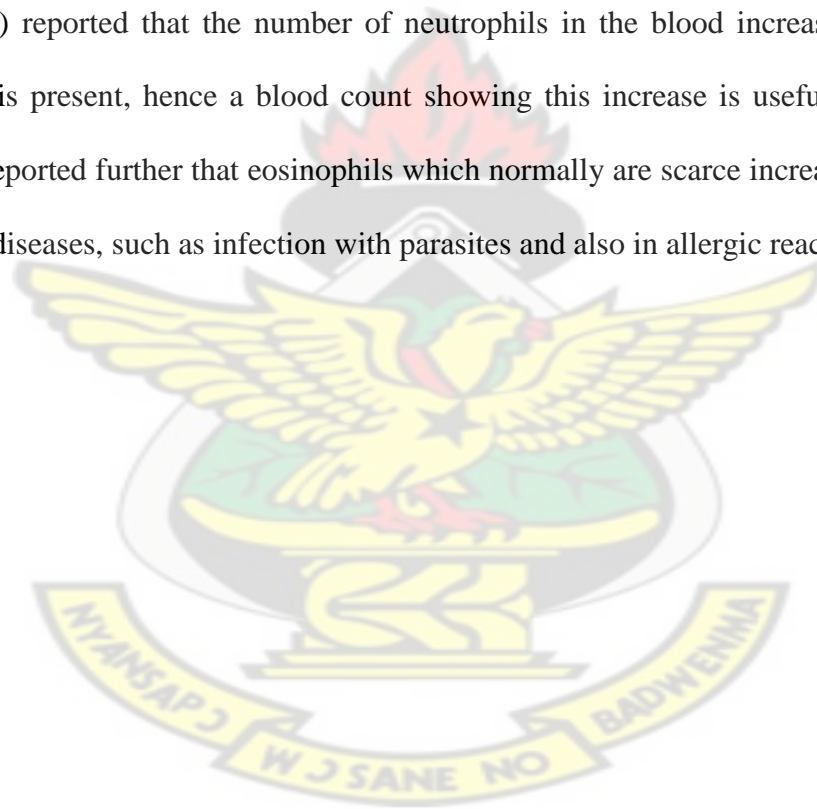 ) reported that the number of neutrophils in the blood increas
is present, hence a blood count showing this increase is usefu
eported further that eosinophils which normally are scarce increa
diseases, such as infection with parasites and also in allergic reac
NYANSAPƆ WƆSANE NO BADWENMA